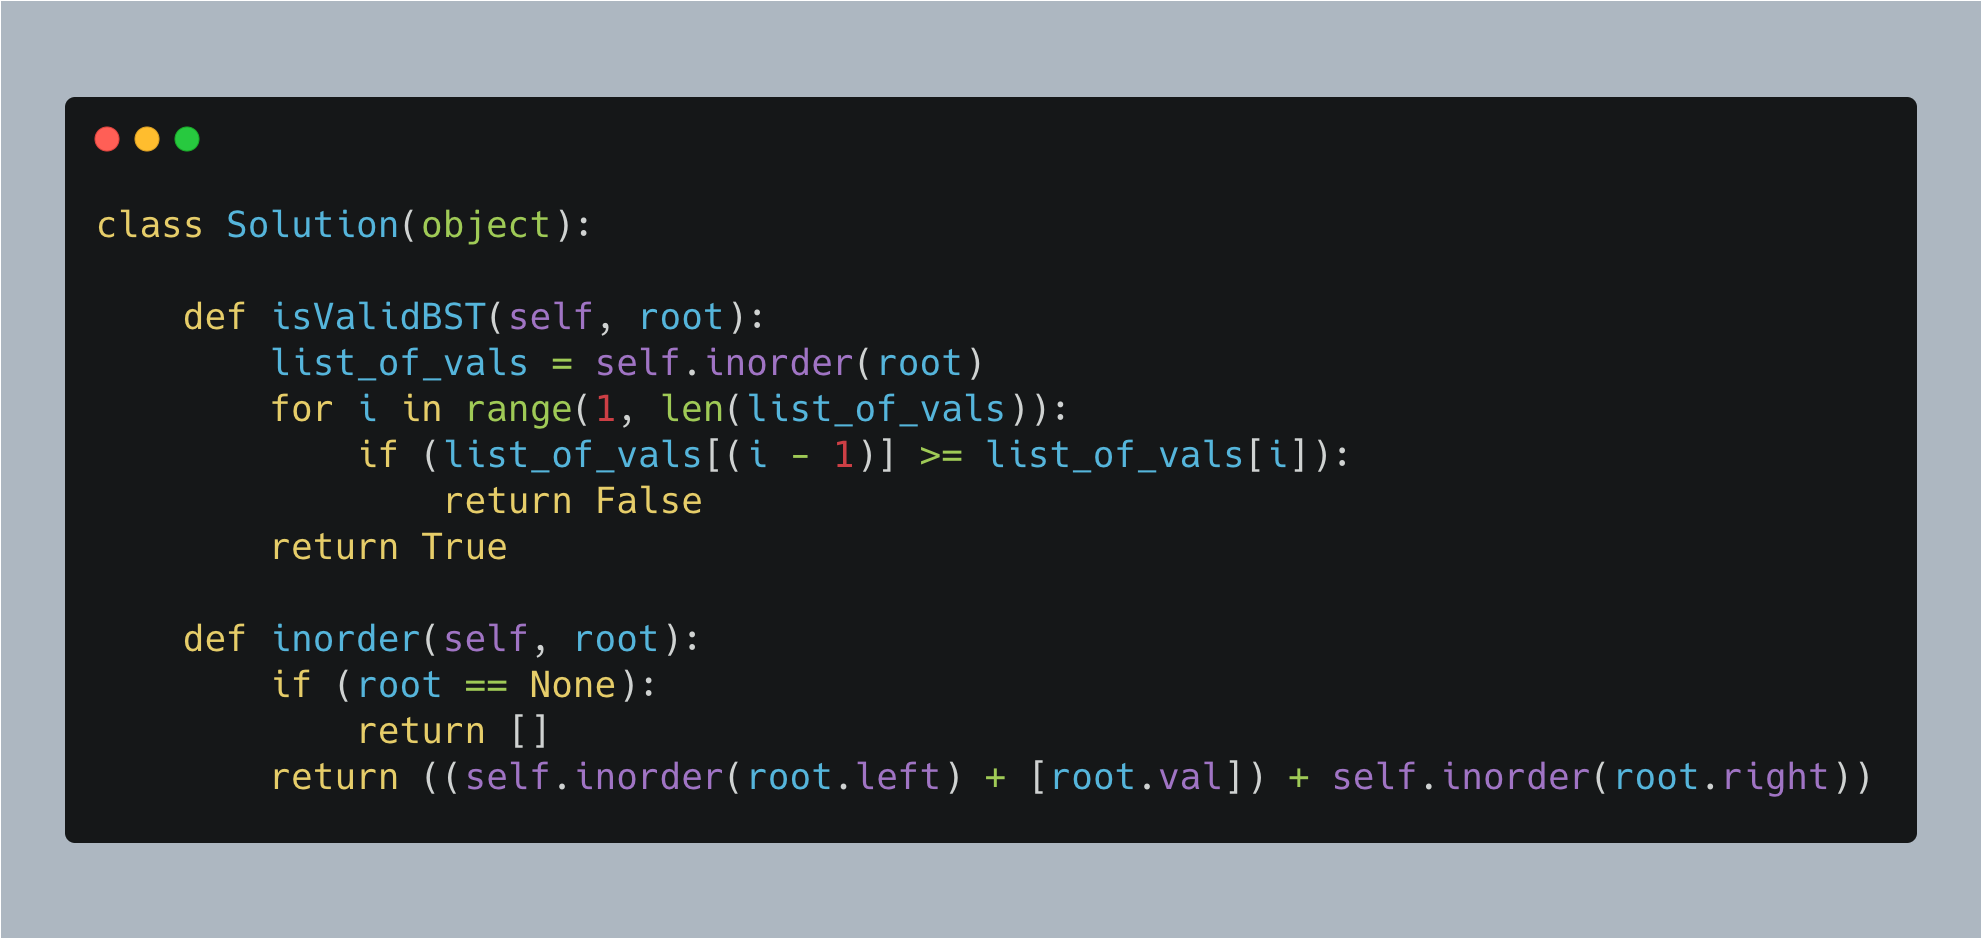 class Solution(object):
    def isValidBST(self, root):
        list_of_vals = self.inorder(root)
        for i in range(1, len(list_of_vals)):
            if (list_of_vals[(i - 1)] >= list_of_vals[i]):
                return False
        return True
    def inorder(self, root):
        if (root == None):
            return []
        return ((self.inorder(root.left) + [root.val]) + self.inorder(root.right))